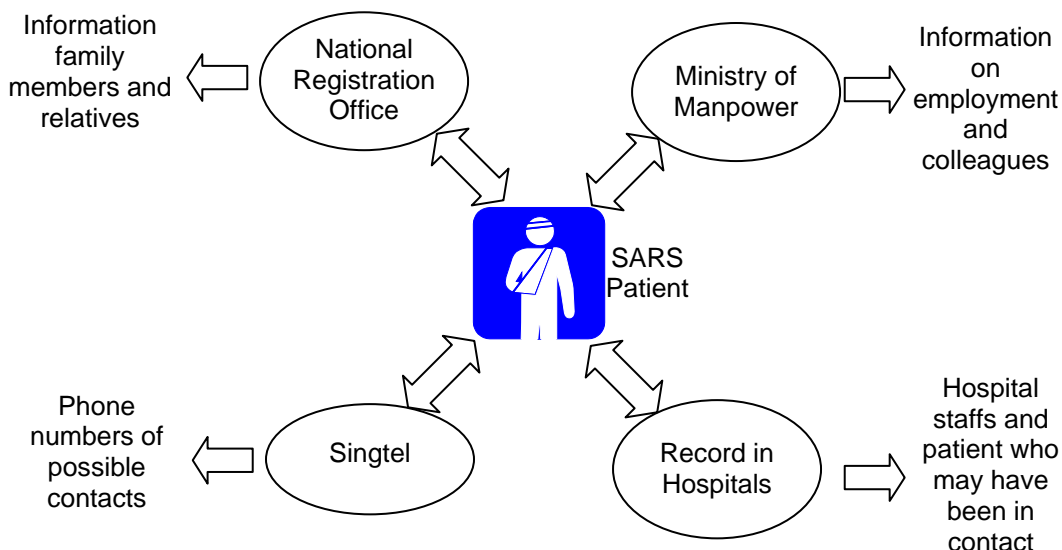 Information
family
members and
relatives
National
Registration
Office
Ministry of
Manpower
Information
on
employment
and
colleagues
SARS
Patient
Phone
numbers of
possible
contacts
Singtel
Record in
Hospitals
Hospital
staffs and
patient who
may have
been in
contact